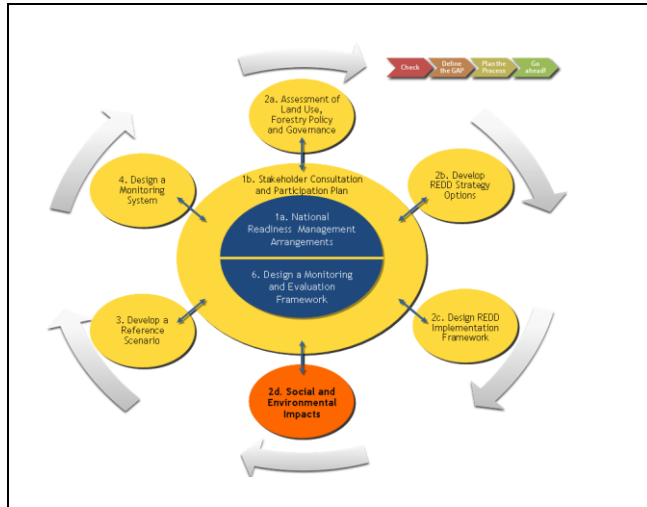 Check
Define
the GAP
Plan the
Process
Go
ahead!
2a. Assessment of
Land Use,
Forestry Policy
and Governance
4. Design a
Monitoring
System
1b. Stakeholder Consultation
and Participation Plan
2b. Develop
REDD Strategy
Options
1a. National
Readiness Management
Arrangements
6. Design a Monitoring
and Evaluation
Framework
3. Develop a
Reference
Scenario
2c. Design REDD
Implementation
Framework
2d. Social and
Environmental
Impacts